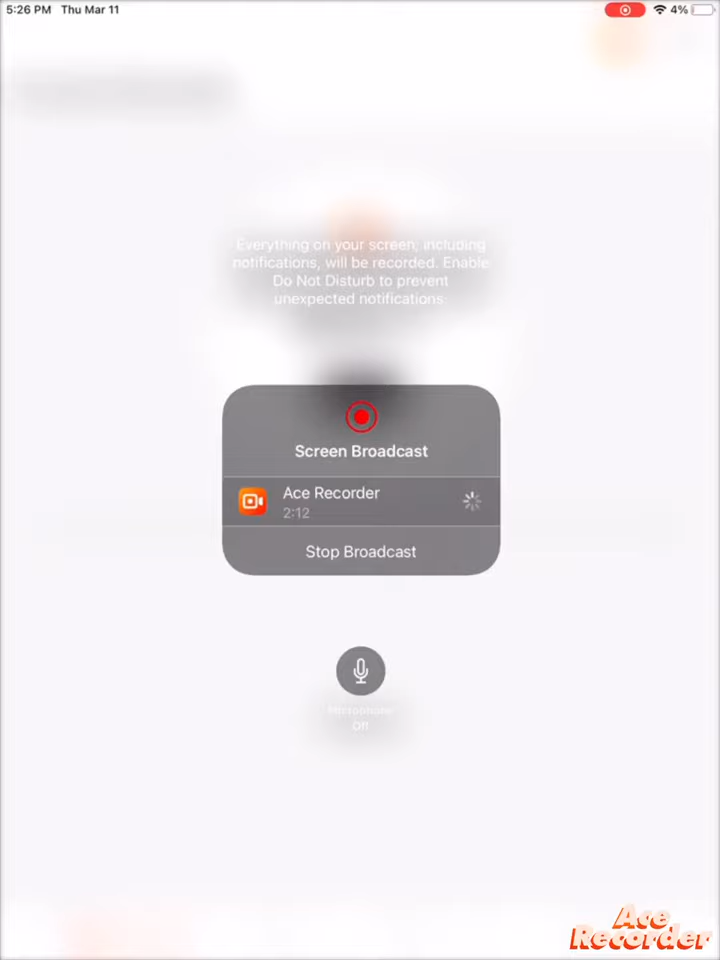 5:26 PM Thu Mar 11
4%
Everything on your screen, including
notifications, will be recorded. Enable
Do Not Disturb to prevent
unexpected notifications.
Screen Broadcast
Ace Recorder
2:12
Stop Broadcast
Microphone
Off
Ace
Recorder